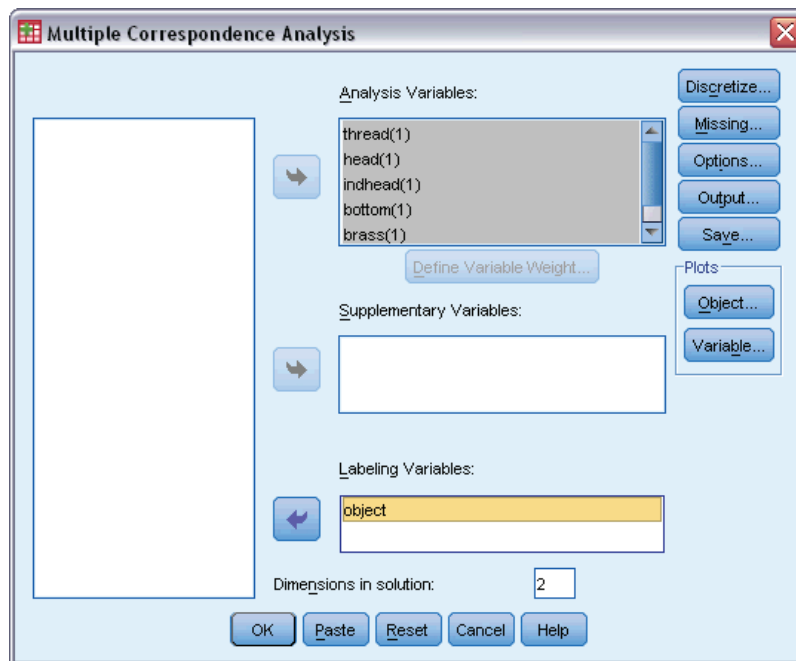 Multiple Correspondence Analysis
Analysis Variables:
thread(1)
head(1)
indhead(1)
bottom(1)
brass(1)
Define Variable Weight...
Supplementary Variables:
Labeling Variables:
object
Dimensions in solution:
2
Discretize...
Missing...
Options...
Output...
Save...
Plots
Object...
Variable...
OK
Paste
Reset
Cancel
Help